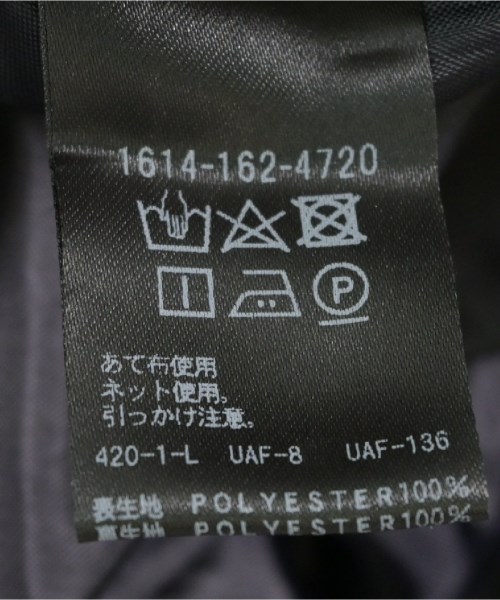 1614-162-4720
P
あて布使用
ネット使用。
引っかけ注意。
420-1-L UAF-8 UAF-136
表生地 POLYESTER100%
裏生地 POLYESTER100%